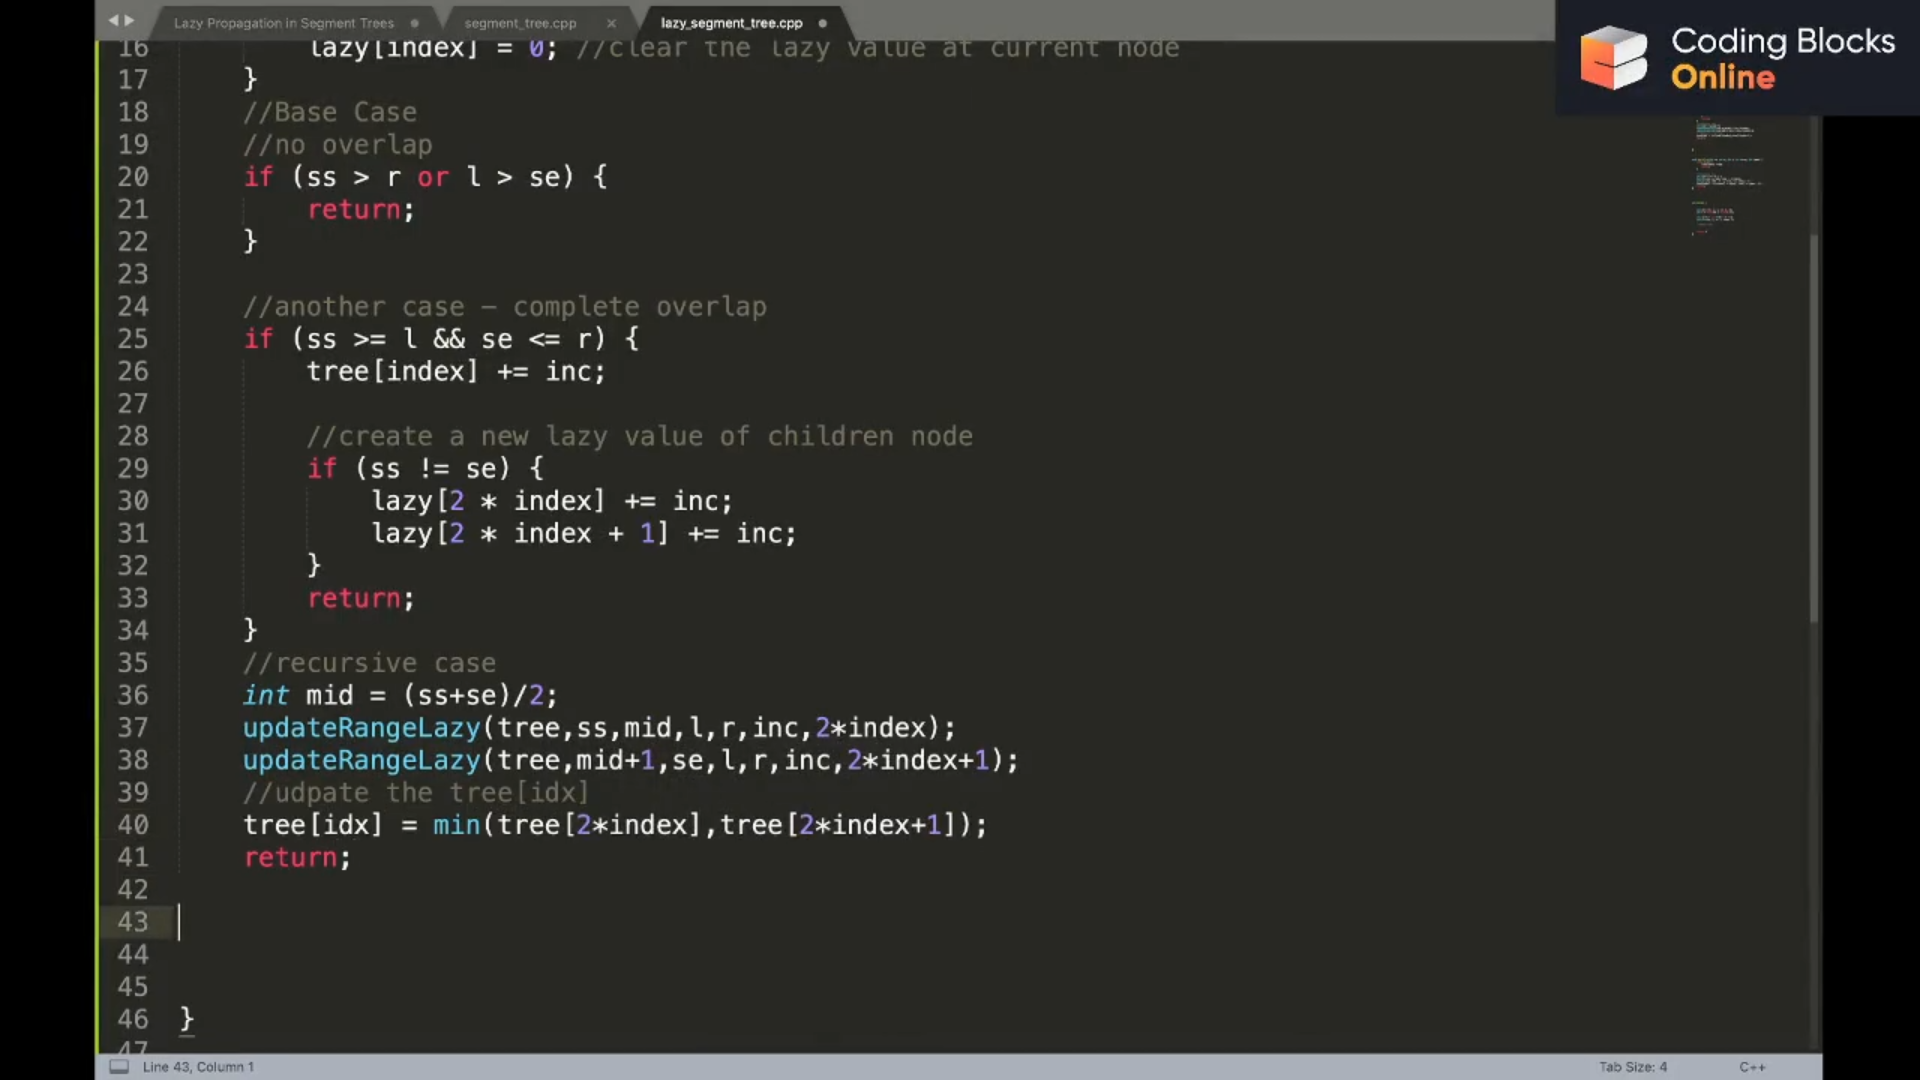 Lazy Propagation in Segment Trees
segment_tree.cpp
lazy_segment_tree.cpp
Coding Blocks
Online
16 lazy[index] = 0; //clear the lazy value at current node
17 }
18 //Base Case
19 //no overlap
20 if (ss > r or l > se) {
21 return;
22 }
23
24 //another case – complete overlap
25 if (ss >= l && se <= r) {
26 tree[index] += inc;
27
28 //create a new lazy value of children node
29 if (ss != se) {
30 lazy[2 * index] += inc;
31 lazy[2 * index + 1] += inc;
32 }
33 return;
34 }
35 //recursive case
36 int mid = (ss+se)/2;
37 updateRangeLazy(tree,ss,mid,l,r,inc,2*index);
38 updateRangeLazy(tree,mid+1,se,l,r,inc,2*index+1);
39 //udpate the tree[idx]
40 tree[idx] = min(tree[2*index],tree[2*index+1]);
41 return;
42
43
44
45
46 }
47
Line 43, Column 1
Tab Size: 4
C++